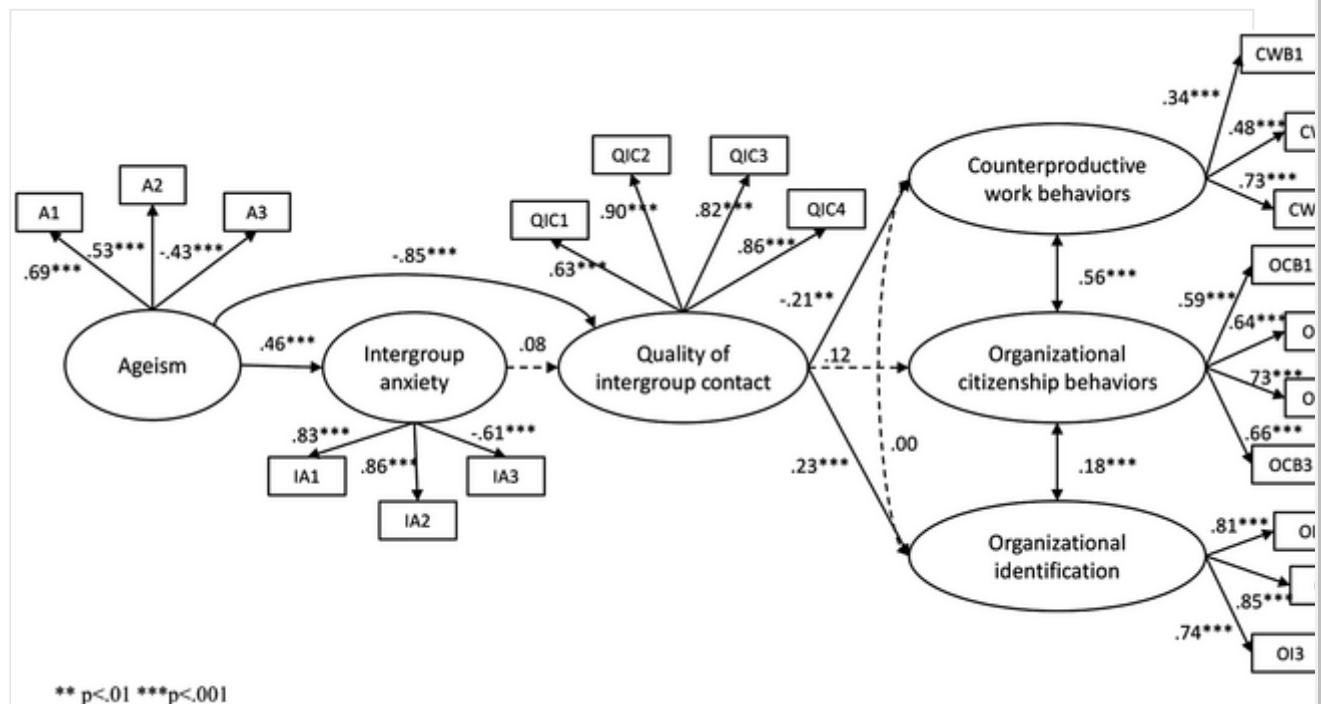 CWB1
.34***
.48***
.73***
QIC2
QIC3
A2
A1
A3
QIC1
QIC4
.90***
.82***
.53***
-.43***
.69***
.63***
.86***
-.85***
Counterproductive
work behaviors
-.21**
.56***
OCB1
.59***
.64***
.73***
.66***
OCB3
Ageism
.46***
Intergroup
anxiety
.08
Quality of
intergroup contact
.12
Organizational
citizenship behaviors
.83***
-.61***
.86***
IA1
IA3
IA2
.23***
.00
.18***
Organizational
identification
.81***
.85***
.74***
OI3
** p<.01 ***p<.001